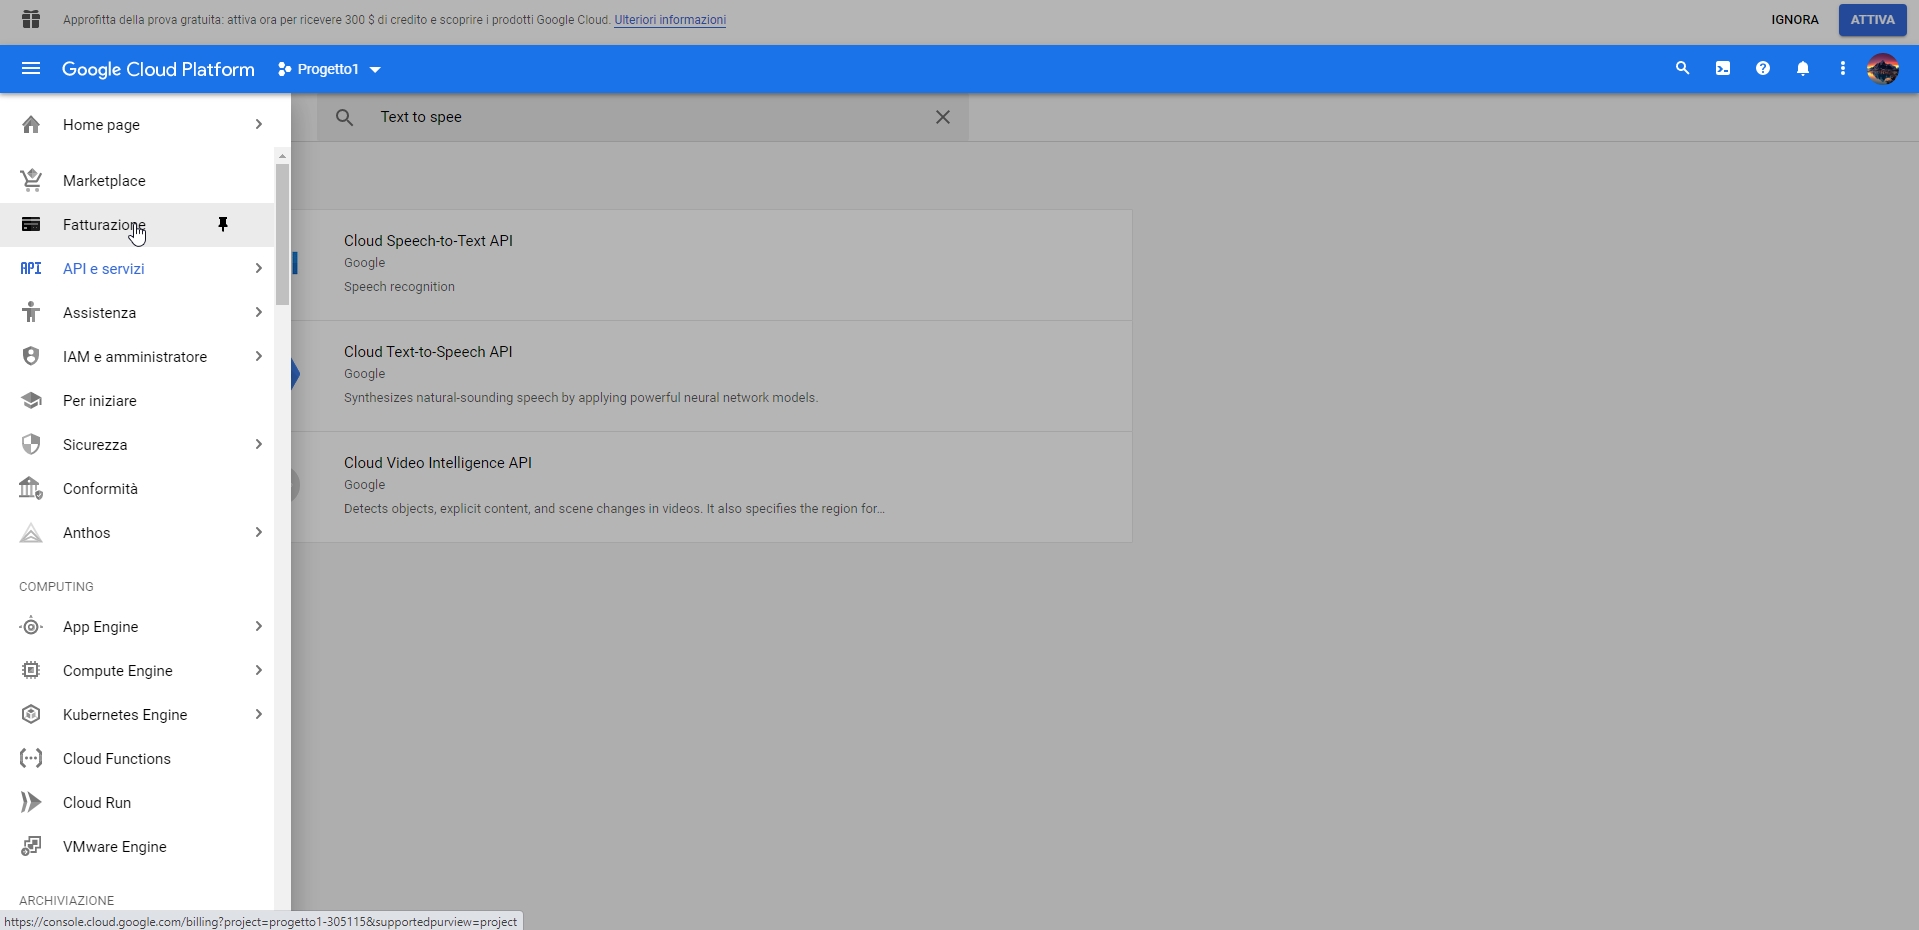 Approfitta della prova gratuita: attiva ora per ricevere 300 $ di credito e scoprire i prodotti Google Cloud. Ulteriori informazioni
IGNORA
ATTIVA
Google Cloud Platform
Progetto1
Text to spee
Home page
Marketplace
Fatturazione
API API e servizi
Assistenza
IAM e amministratore
Per iniziare
Sicurezza
Conformità
Anthos
COMPUTING
App Engine
Compute Engine
Kubernetes Engine
Cloud Functions
Cloud Run
VMware Engine
ARCHIVIAZIONE
Cloud Speech-to-Text API
Google
Speech recognition
Cloud Text-to-Speech API
Google
Synthesizes natural-sounding speech by applying powerful neural network models.
Cloud Video Intelligence API
Google
Detects objects, explicit content, and scene changes in videos. It also specifies the region for...
https://console.cloud.google.com/billing?project=progetto1-305115&supportedpurview=project